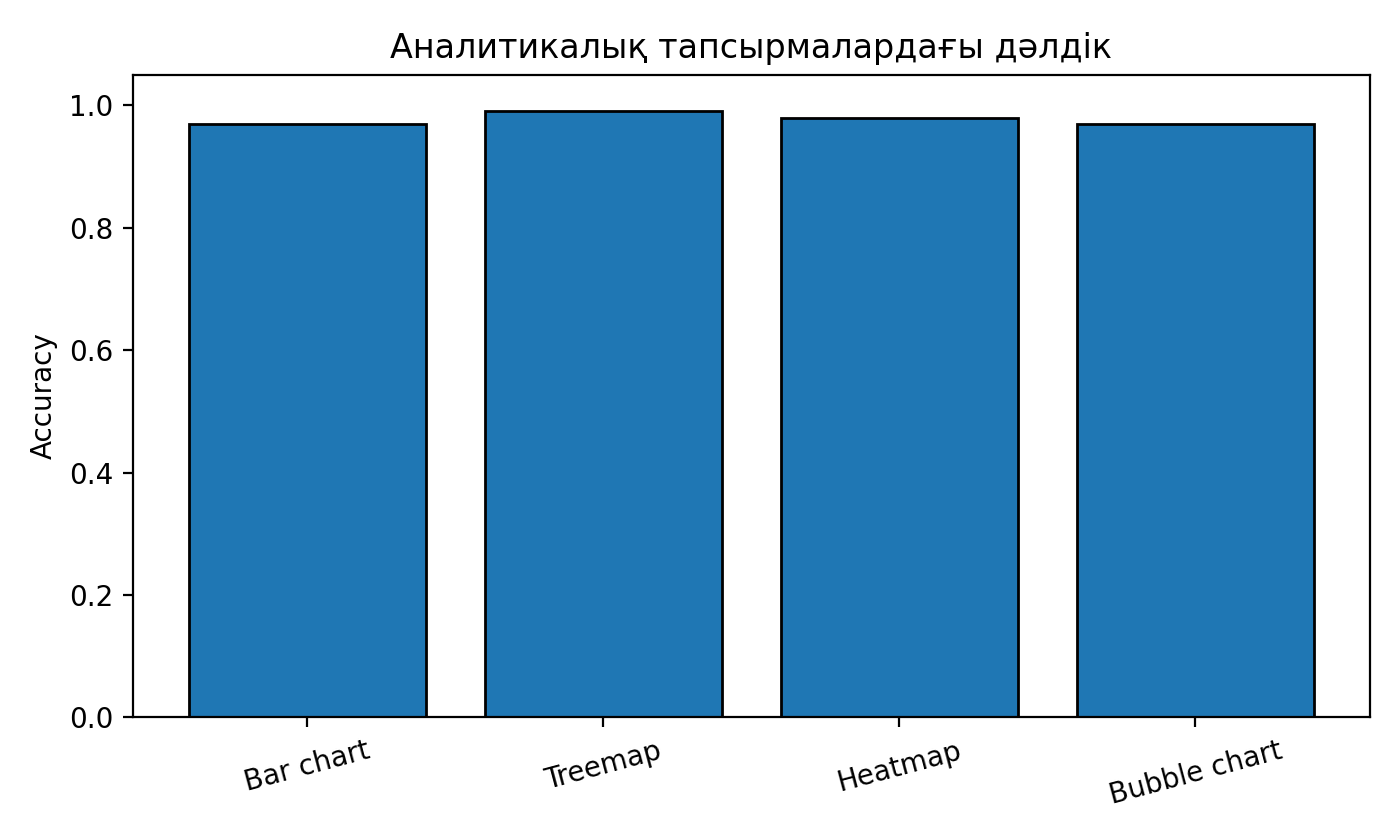 Аналитикалық тапсырмалардағы дәлдік
Accuracy
1.0
0.8
0.6
0.4
0.2
0.0
Bar chart
Treemap
Heatmap
Bubble chart